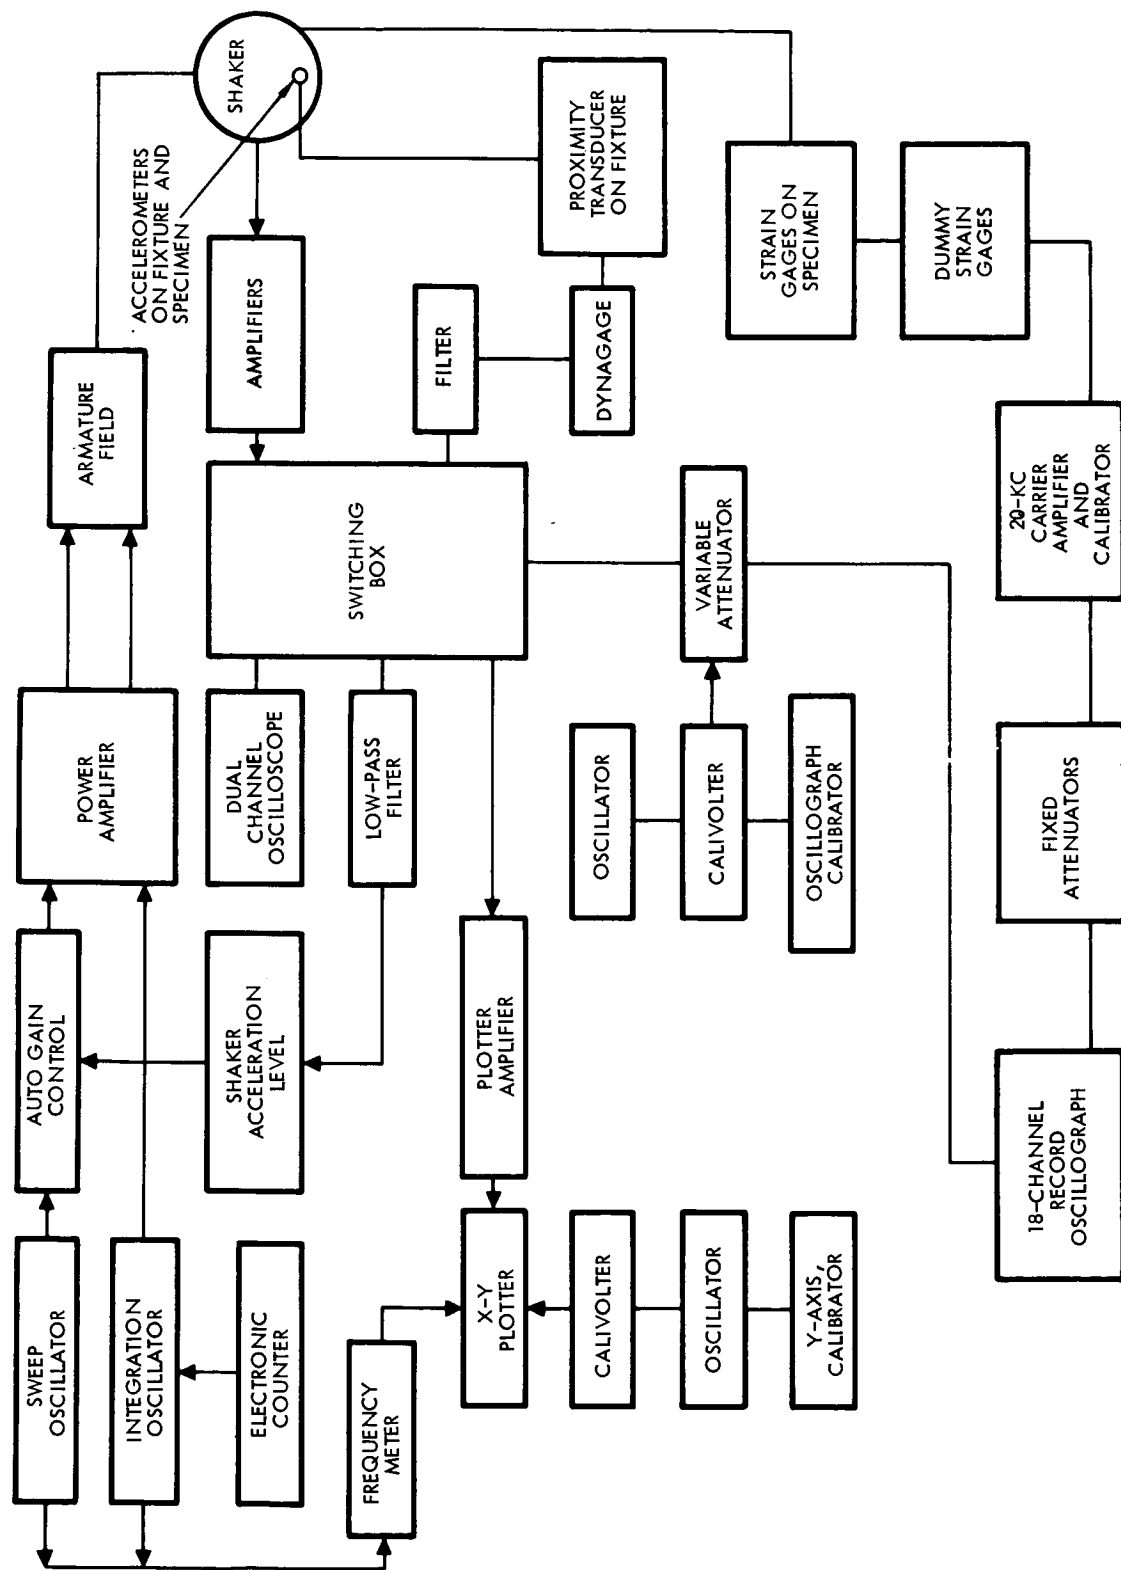 SWEEP
OSCILLATOR
AUTO GAIN
CONTROL
POWER
AMPLIFIER
ARMATURE
FIELD
SHAKER
INTEGRATION
OSCILLATOR
ACCELEROMETERS
ON FIXTURE AND
SPECIMEN
ELECTRONIC
COUNTER
SHAKER
ACCELERATION
LEVEL
DUAL
CHANNEL
OSCILLOSCOPE
AMPLIFIERS
FREQUENCY
METER
LOW-PASS
FILTER
SWITCHING
BOX
FILTER
PROXIMITY
TRANSDUCER
ON FIXTURE
X-Y
PLOTTER
PLOTTER
AMPLIFIER
DYNAGAGE
CALIVOLTER
OSCILLATOR
OSCILLATOR
CALIVOLTER
VARIABLE
ATTENUATOR
STRAIN
GAGES ON
SPECIMEN
Y-AXIS,
CALIBRATOR
OSCILLOGRAPH
CALIBRATOR
DUMMY
STRAIN
GAGES
18-CHANNEL
RECORD
OSCILLOGRAPH
FIXED
ATTENUATORS
20-KC
CARRIER
AMPLIFIER
AND
CALIBRATOR